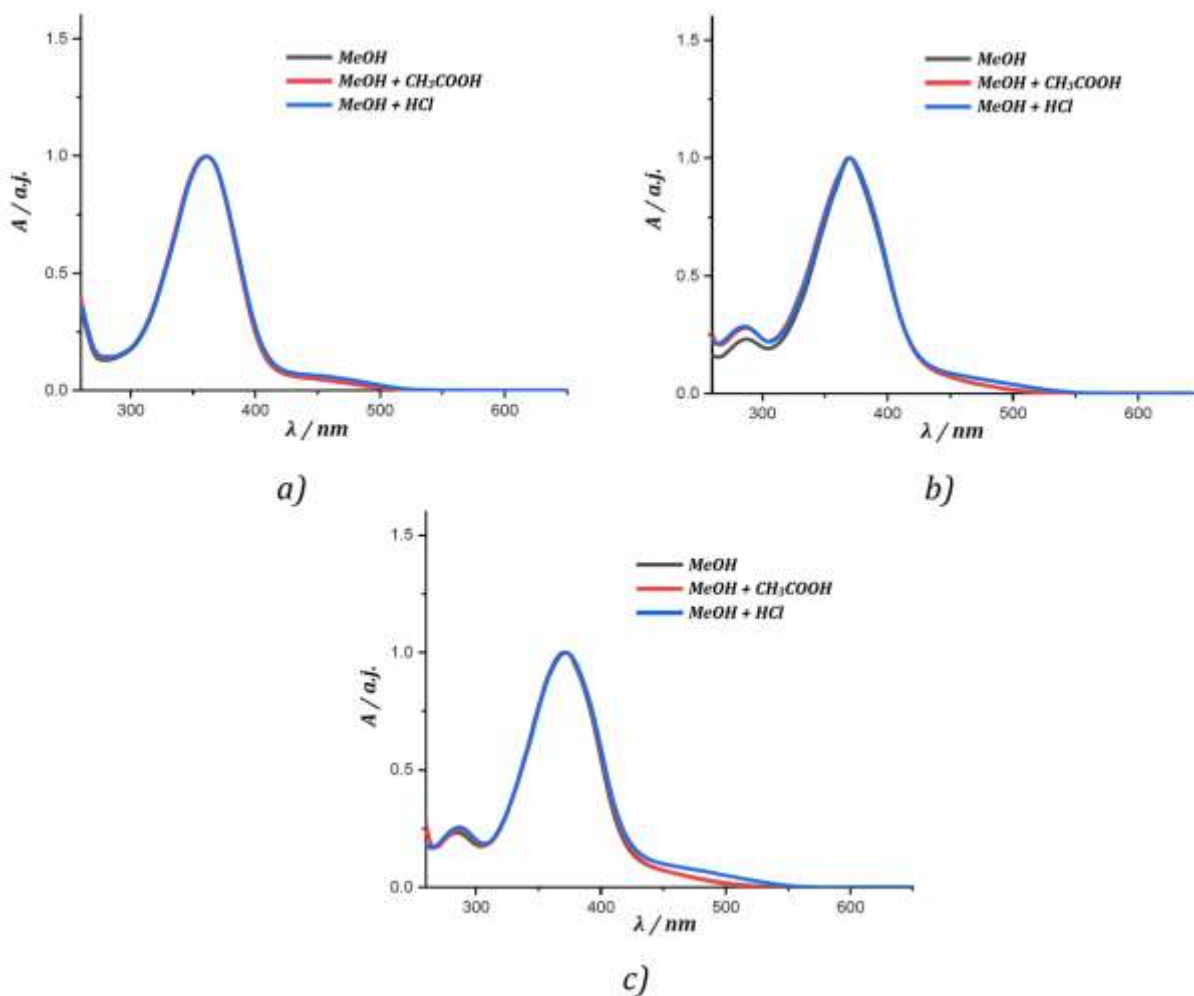 1.5
1.0
0.5
0.0
A / a.j.
MeOH
MeOH + CH₃COOH
MeOH + HCl
300
400
500
600
λ / nm
a)
1.5
1.0
0.5
0.0
A / a.j.
MeOH
MeOH + CH₃COOH
MeOH + HCl
300
400
500
600
λ / nm
b)
1.5
1.0
0.5
0.0
A / a.j.
MeOH
MeOH + CH₃COOH
MeOH + HCl
300
400
500
600
λ / nm
c)